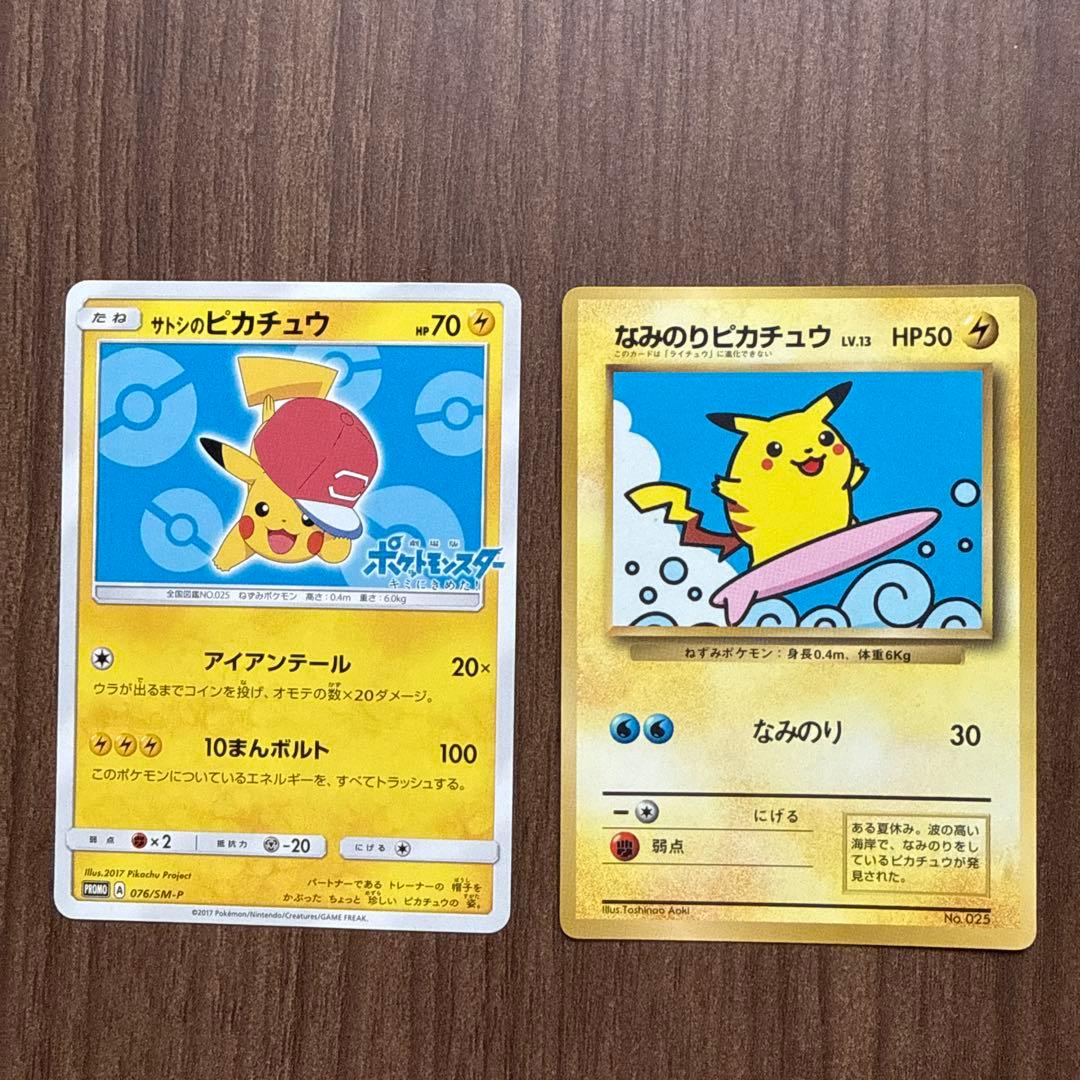 たね
サトシのピカチュウ
HP70
劇場版
ポケットモンスター
キミにきめた!
全国図鑑NO.025 ねずみポケモン 高さ:0.4m 重さ:6.0kg
アイアンテール 20×
ウラが出るまでコインを投げ、オモテの数×20ダメージ。
10まんボルト 100
このポケモンについているエネルギーを、すべてトラッシュする。
弱点 ×2 抵抗力 -20 にげる
Illus.2017 Pikachu Project
PROMO A 076/SM-P
パートナーである トレーナーの 帽子を
かぶった ちょっと 珍しい ピカチュウの 姿。
©2017 Pokémon/Nintendo/Creatures/GAME FREAK.
なみのりピカチュウ LV.13 HP50
このカードは「ライチュウ」に進化できない
ねずみポケモン:身長0.4m、体重6Kg
なみのり 30
ー にげる
弱点
ある夏休み。波の高い
海岸で、なみのりを
しているピカチュウが発
見された。
Illus.Toshinao Aoki
No.025